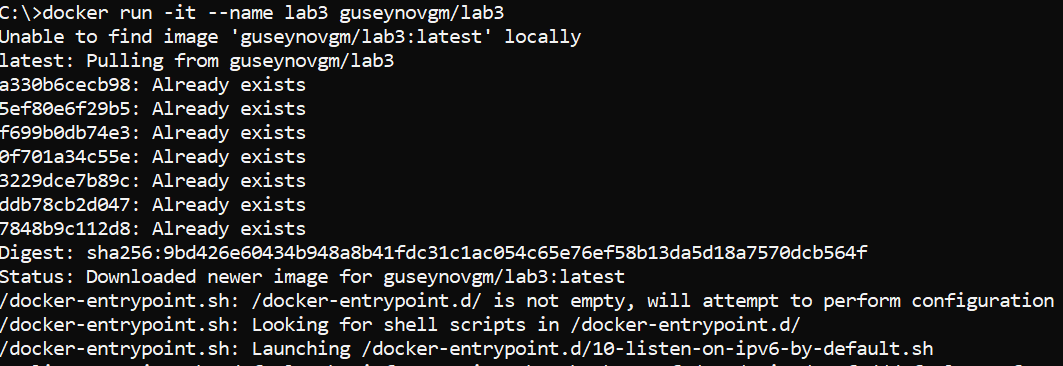 C:\>docker run -it --name lab3 guseynovgm/lab3
Unable to find image 'guseynovgm/lab3:latest' locally
latest: Pulling from guseynovgm/lab3
a330b6cecb98: Already exists
5ef80e6f29b5: Already exists
f699b0db74e3: Already exists
0f701a34c55e: Already exists
3229dce7b89c: Already exists
ddb78cb2d047: Already exists
7848b9c112d8: Already exists
Digest: sha256:9bd426e60434b948a8b41fdc31c1ac054c65e76ef58b13da5d18a7570dcb564f
Status: Downloaded newer image for guseynovgm/lab3:latest
/docker-entrypoint.sh: /docker-entrypoint.d/ is not empty, will attempt to perform configuration
/docker-entrypoint.sh: Looking for shell scripts in /docker-entrypoint.d/
/docker-entrypoint.sh: Launching /docker-entrypoint.d/10-listen-on-ipv6-by-default.sh